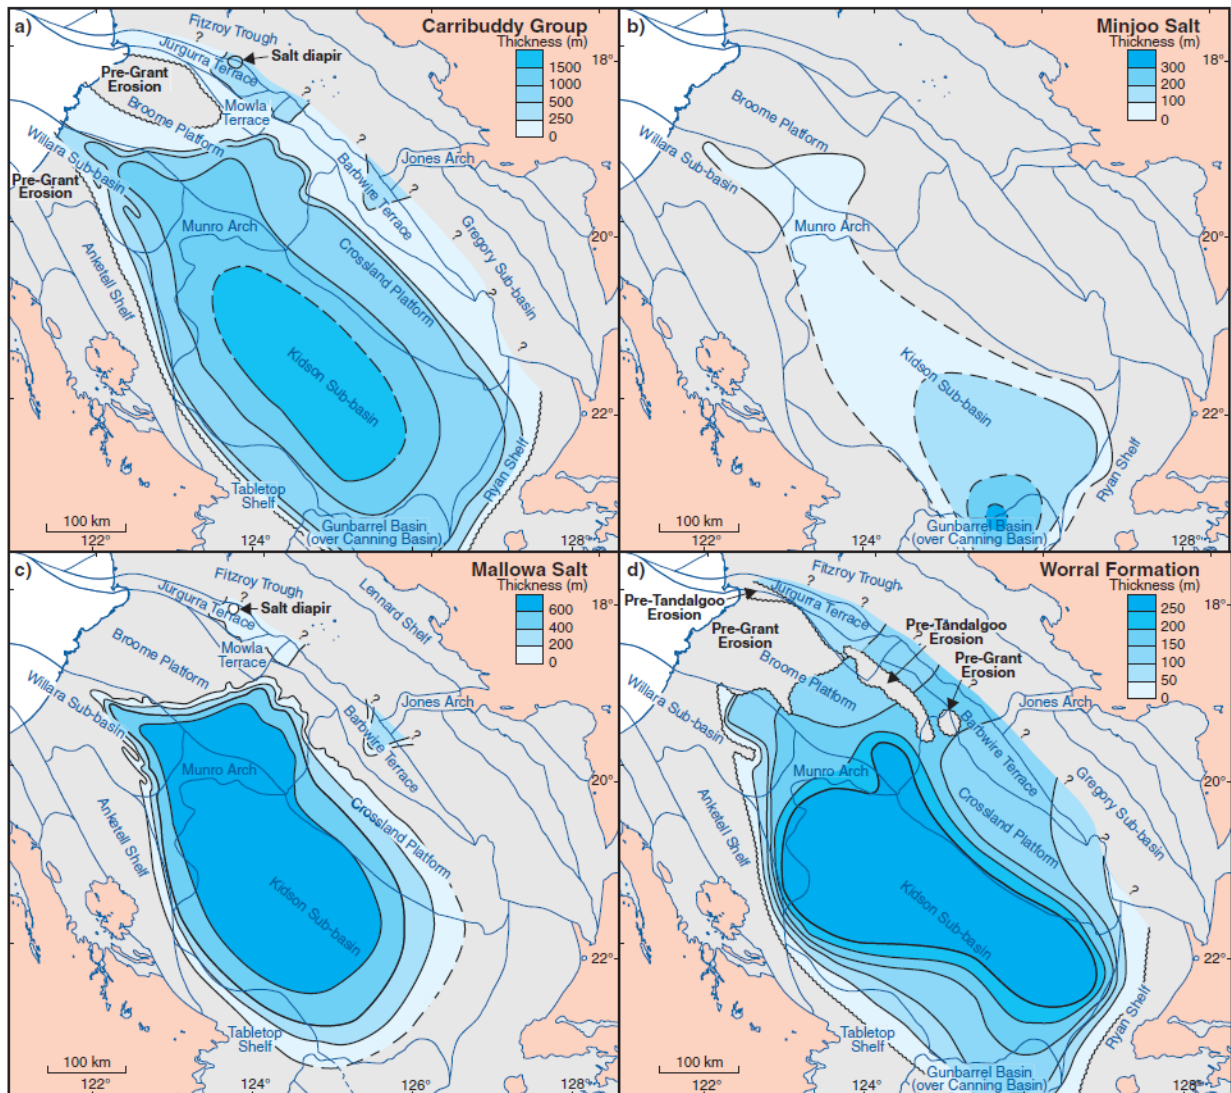 a)
Carribuddy Group
Thickness (m)
1500
1000
500
250
0
Fitzroy Trough
?
Jurgurra Terrace
Salt diapir
?
Pre-Grant
Erosion
Mowla
Terrace
Broome Platform
?
Willara Sub-basin
Pre-Grant
Erosion
Jones Arch
Barbwire Terrace
?
Munro Arch
Gregory Sub-basin
?
Anketell Shelf
Crossland Platform
?
Kidson Sub-basin
?
Ryan Shelf
Tabletop
Shelf
Gunbarrel Basin
(over Canning Basin)
100 km
122°
124°
128°
b)
Minjoo Salt
Thickness (m)
300
200
100
0
18°
Broome Platform
Willara Sub-basin
Munro Arch
20°
Kidson Sub-basin
22°
Ryan Shelf
Gunbarrel Basin
(over Canning Basin)
100 km
122°
124°
128°
c)
Mallowa Salt
Thickness (m)
600
400
200
0
Fitzroy Trough
?
Jurgurra Terrace
?
Salt diapir
Lennard Shelf
?
Mowla
Terrace
Broome Platform
Willara Sub-basin
?
Jones Arch
Barbwire Terrace
?
Munro Arch
Anketell Shelf
Crossland Platform
Kidson Sub-basin
Tabletop
Shelf
100 km
122°
124°
126°
128°
d)
Worral Formation
Thickness (m)
250
200
150
100
50
0
18°
Fitzroy Trough
?
Jurgurra Terrace
Pre-Tandalgoo
Erosion
Pre-Grant
Erosion
?
Pre-Tandalgoo
Erosion
Pre-Grant
Erosion
?
Broome Platform
Willara Sub-basin
Jones Arch
Barbwire Terrace
Munro Arch
20°
?
Gregory Sub-basin
Anketell Shelf
Crossland Platform
?
Kidson Sub-basin
?
22°
Ryan Shelf
Tabletop
Shelf
Gunbarrel Basin
(over Canning Basin)
100 km
122°
124°
128°